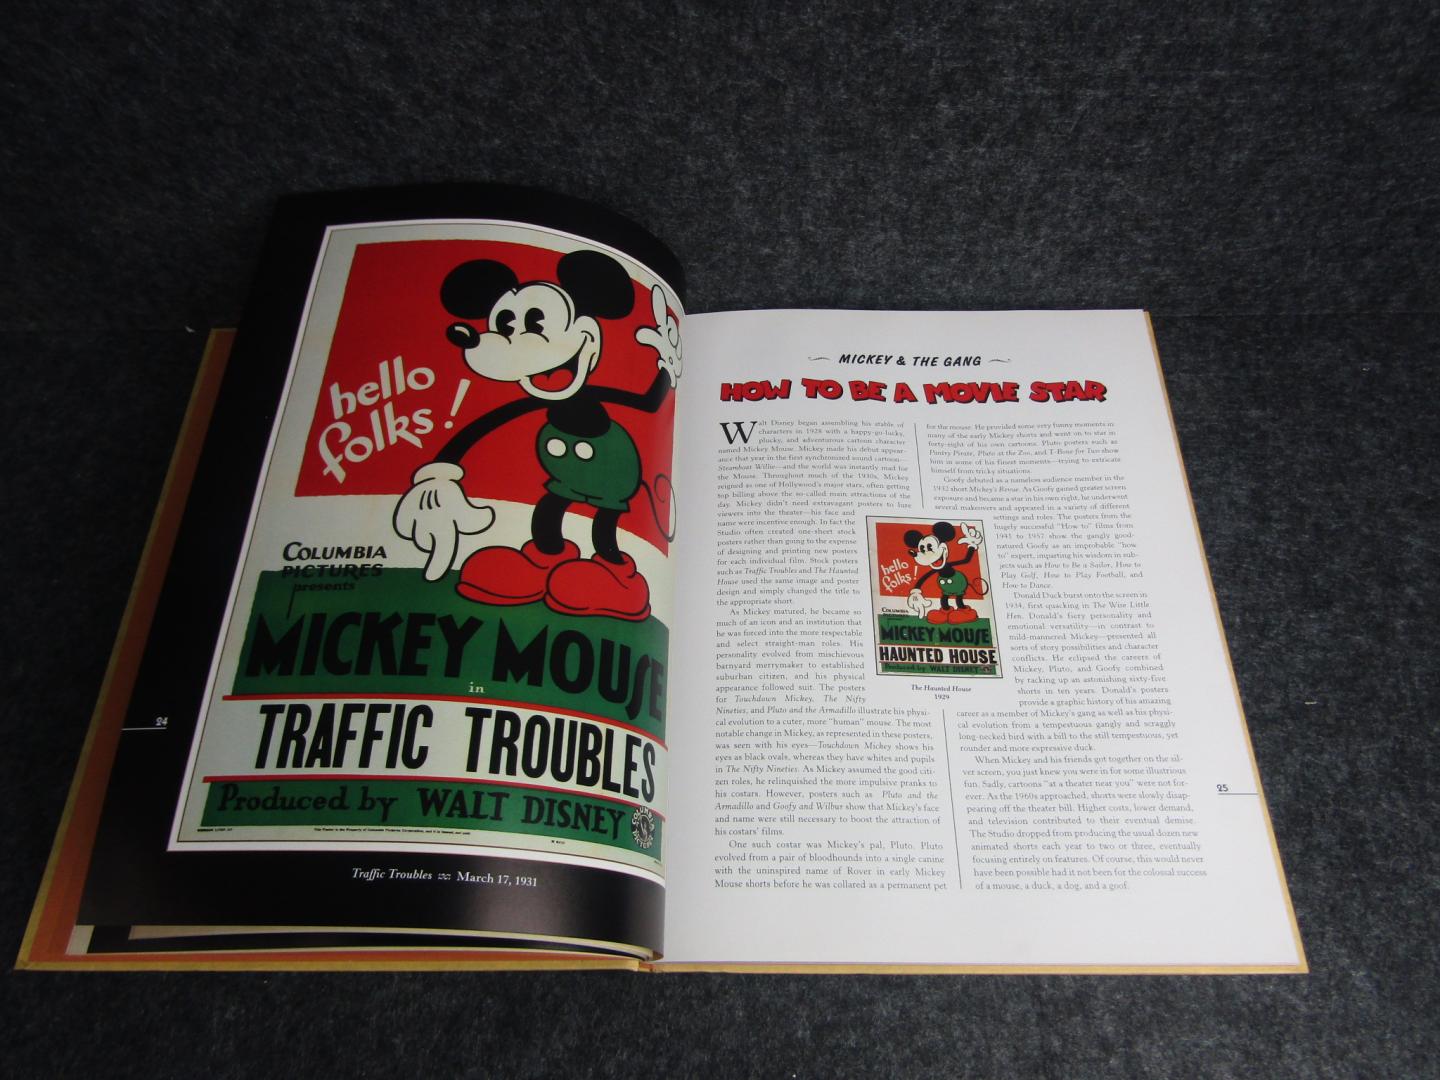 hello
folks!
COLUMBIA
PICTURES
presents
MICKEY MOUSE
in
TRAFFIC TROUBLES
Produced by WALT DISNEY
Traffic Troubles March 17, 1931
24
MICKEY & THE GANG
HOW TO BE A MOVIE STAR
Walt Disney began assembling his stable of
characters in 1928 with a happy-go-lucky,
plucky, and adventurous cartoon character
named Mickey Mouse. Mickey made his debut appear-
ance that year in the first synchronized sound cartoon—
Steamboat Willie—and the world was instantly mad for
the Mouse. Throughout much of the 1930s, Mickey
reigned as one of Hollywood's major stars, often getting
top billing above the so-called main attractions of the
day. Mickey didn't need extravagant posters to lure
viewers into the theater—his face and
name were incentive enough. In fact the
Studio often created one-sheet stock
posters rather than going to the expense
of designing and printing new posters
for each individual film. Stock posters
such as Traffic Troubles and The Haunted
House used the same image and poster
design and simply changed the title to
the appropriate short.
As Mickey matured, he became so
much of an icon and an institution that
he was forced into the more respectable
and select straight-man roles. His
personality evolved from mischievous
barnyard merrymaker to established
suburban citizen, and his physical
appearance followed suit. The posters
for Touchdown Mickey, The Nifty
Nineties, and Pluto and the Armadillo illustrate his physi-
cal evolution to a cuter, more "human" mouse. The most
notable change in Mickey, as represented in these posters,
was seen with his eyes—Touchdown Mickey shows his
eyes as black ovals, whereas they have whites and pupils
in The Nifty Nineties. As Mickey assumed the good citi-
zen roles, he relinquished the more impulsive pranks to
his costars. However, posters such as Pluto and the
Armadillo and Goofy and Wilbur show that Mickey's face
and name were still necessary to boost the attraction of
his costars' films.
One such costar was Mickey's pal, Pluto. Pluto
evolved from a pair of bloodhounds into a single canine
with the uninspired name of Rover in early Mickey
Mouse shorts before he was collared as a permanent pet
for the mouse. He provided some very funny moments in
many of the early Mickey shorts and went on to star in
forty-eight of his own cartoons. Pluto posters such as
Pantry Pirate, Pluto at the Zoo, and T-Bone for Two show
him in some of his finest moments—trying to extricate
himself from tricky situations.
Goofy debuted as a nameless audience member in the
1932 short Mickey's Revue. As Goofy gained greater screen
exposure and became a star in his own right, he underwent
several makeovers and appeared in a variety of different
settings and roles. The posters from the
hugely successful "How to" films from
1941 to 1957 show the gangly good-
natured Goofy as an improbable "how
to" expert, imparting his wisdom in sub-
jects such as How to Be a Sailor, How to
Play Golf, How to Play Football, and
How to Dance.
Donald Duck burst onto the screen in
1934, first quacking in The Wise Little
Hen. Donald's fiery personality and
emotional versatility—in contrast to
mild-mannered Mickey—presented all
sorts of story possibilities and character
conflicts. He eclipsed the careers of
Mickey, Pluto, and Goofy combined
by racking up an astonishing sixty-five
shorts in ten years. Donald's posters
provide a graphic history of his amazing
career as a member of Mickey's gang as well as his physi-
cal evolution from a tempestuous gangly and scraggly
long-necked bird with a bill to the still tempestuous, yet
rounder and more expressive duck.
When Mickey and his friends got together on the sil-
ver screen, you just knew you were in for some illustrious
fun. Sadly, cartoons "at a theater near you" were not for-
ever. As the 1960s approached, shorts were slowly disap-
pearing off the theater bill. Higher costs, lower demand,
and television contributed to their eventual demise.
The Studio dropped from producing the usual dozen new
animated shorts each year to two or three, eventually
focusing entirely on features. Of course, this would never
have been possible had it not been for the colossal success
of a mouse, a duck, a dog, and a goof.
hello
folks!
COLUMBIA
PICTURES
MICKEY MOUSE
HAUNTED HOUSE
Produced by WALT DISNEY
The Haunted House
1929
25